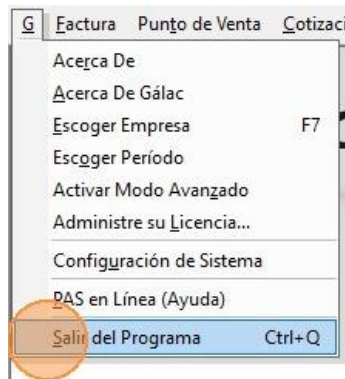 G Factura Punto de Venta Cotizaci
Acerca De
Acerca De Gálac
Escoger Empresa F7
Escoger Período
Activar Modo Avanzado
Administre su Licencia...
Configuración de Sistema
PAS en Línea (Ayuda)
Salir del Programa Ctrl+Q